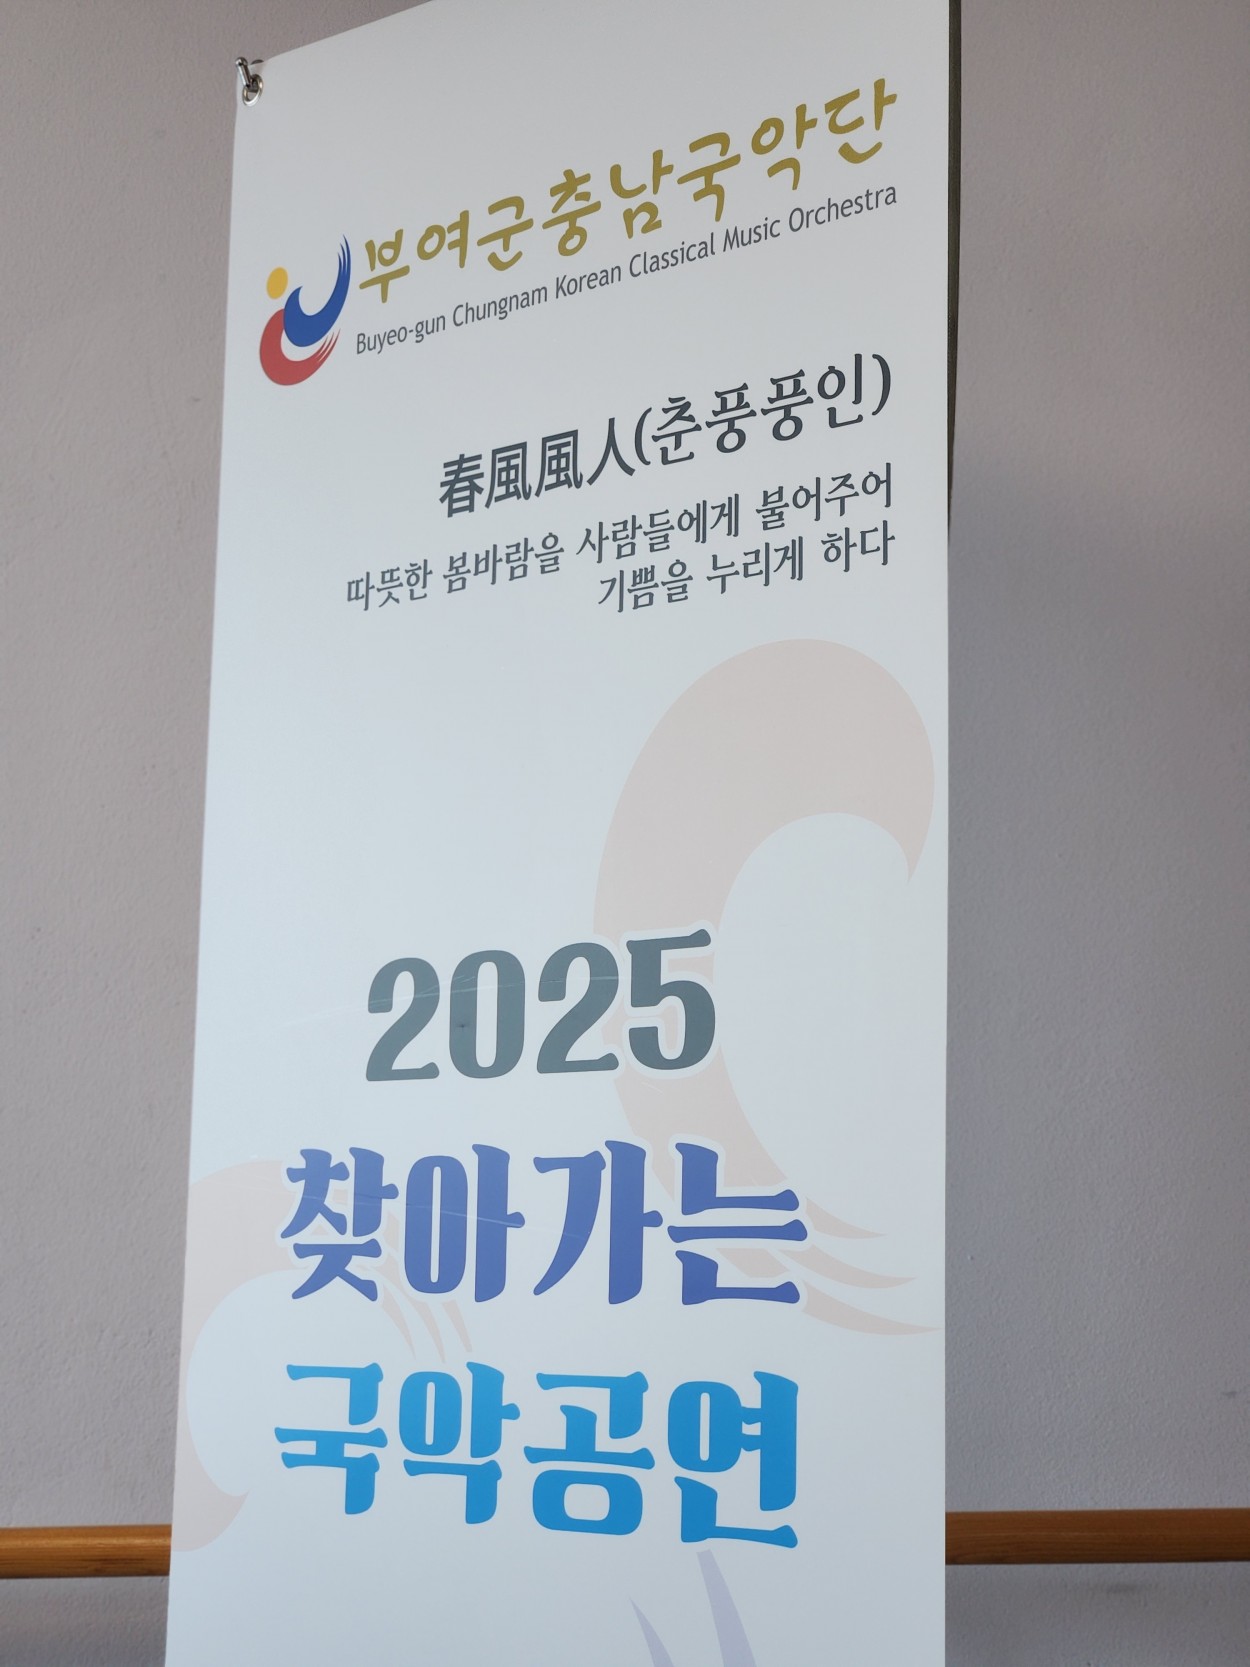 부여군충남국악단
Buyeo-gun Chungnam Korean Classical Music Orchestra
春風風人(춘풍풍인)
따뜻한 봄바람을 사람들에게 불어주어
기쁨을 누리게 하다
2025
찾아가는
국악공연